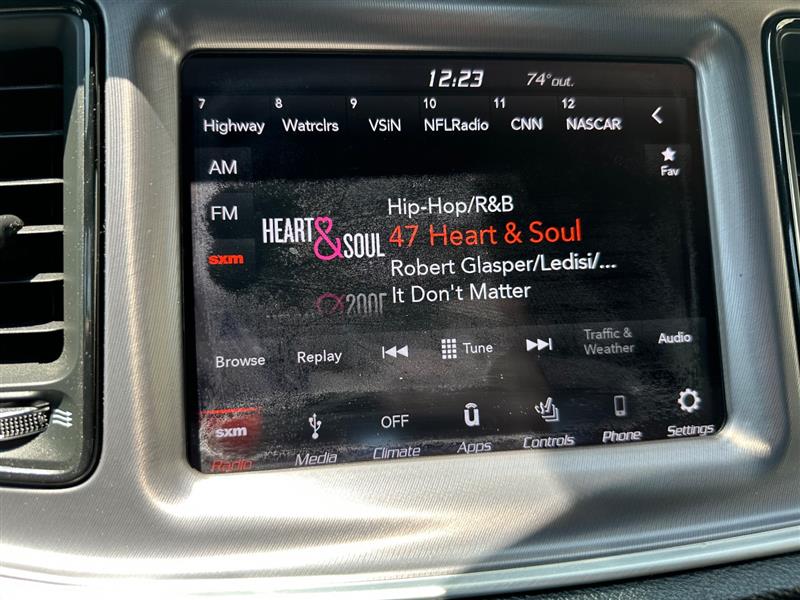 12:23 74° out.
7 8 9 10 11 12
Highway Watrclrs VSiN NFLRadio CNN NASCAR
AM
Fav
FM
sxm
HEART & SOUL
Hip-Hop/R&B
47 Heart & Soul
Robert Glasper/Ledisi/...
It Don't Matter
Browse Replay Tune Traffic & Weather Audio
sxm OFF
Radio Media Climate Apps Controls Phone Settings